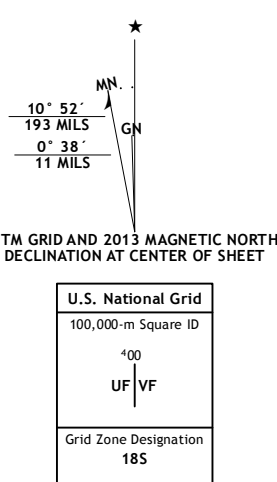 ★
MN
10° 52´
193 MILS
GN
0° 38´
11 MILS
TM GRID AND 2013 MAGNETIC NORTH
DECLINATION AT CENTER OF SHEET
U.S. National Grid
100,000-m Square ID
⁴00
UF VF
Grid Zone Designation
18S